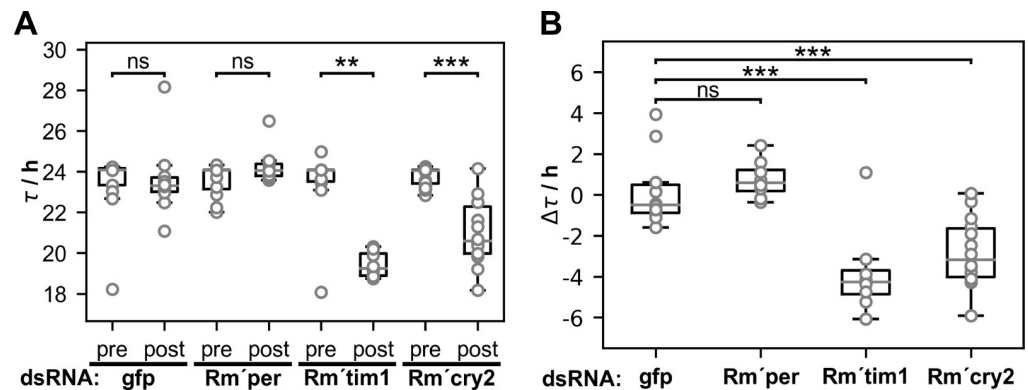 A
B
30
28
26
24
22
20
18
τ / h
ns ns ** ***
pre post pre post pre post pre post
dsRNA: gfp Rm´per Rm´tim1 Rm´cry2
6
4
2
0
-2
-4
-6
Δτ / h
***
***
ns
dsRNA: gfp Rm´per Rm´tim1 Rm´cry2